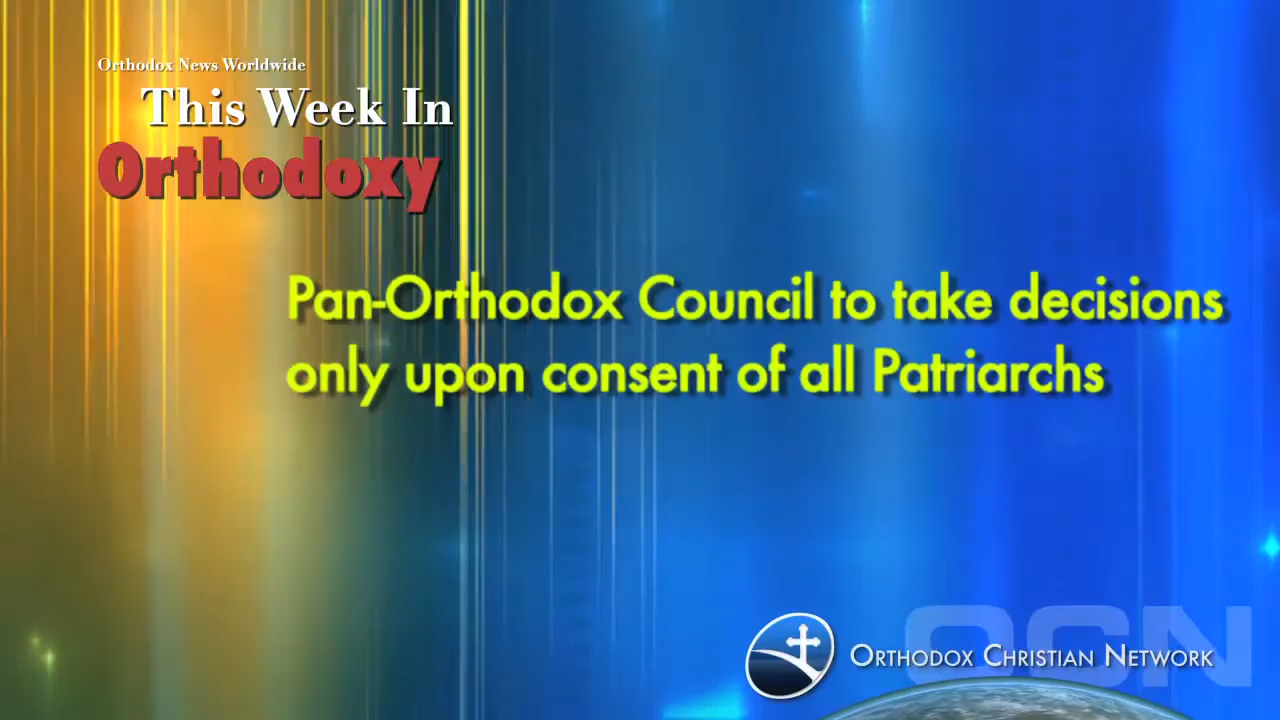 Orthodox News Worldwide
This Week In
Orthodoxy
Pan-Orthodox Council to take decisions
only upon consent of all Patriarchs
OCN
Orthodox Christian Network